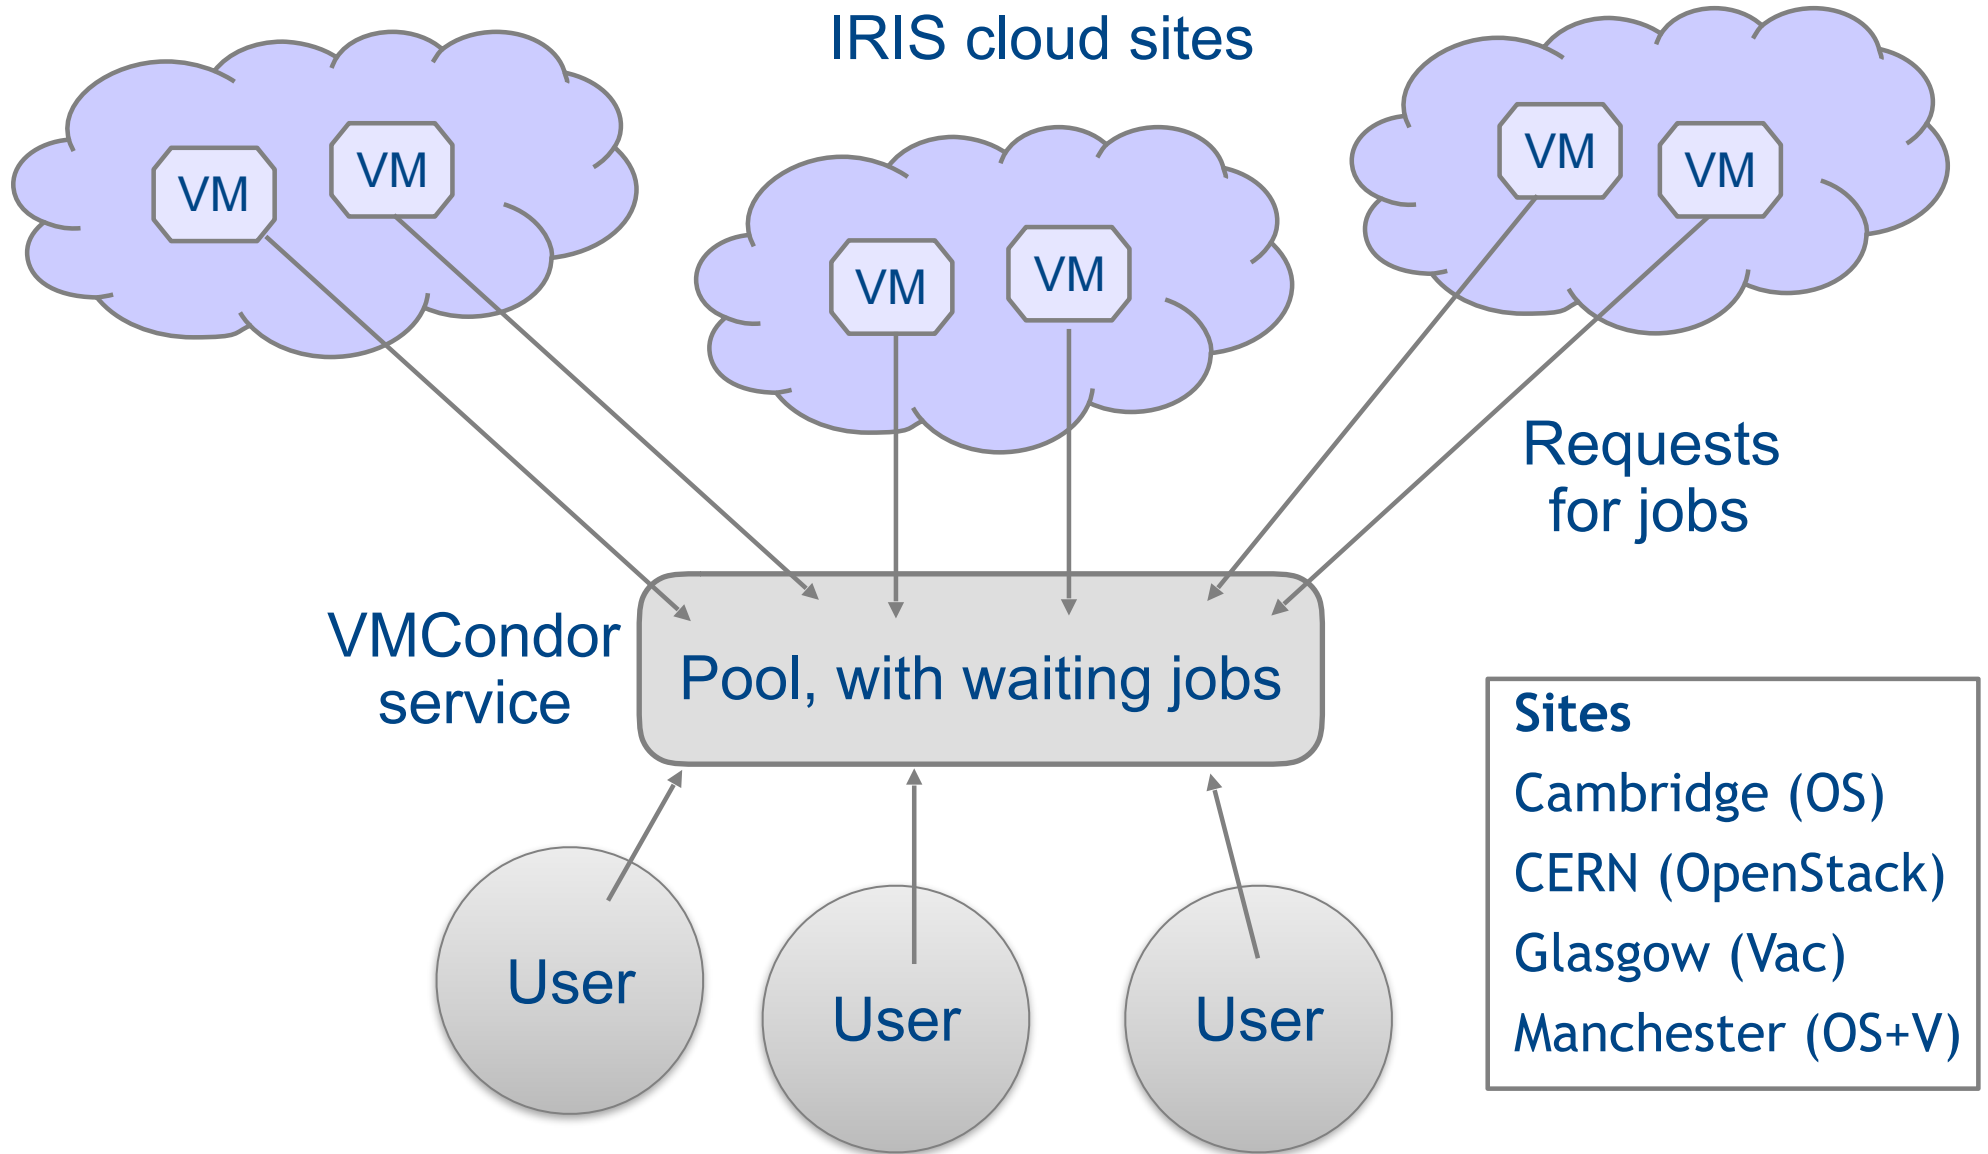 IRIS cloud sites
VM
VM
VM
VM
VM
VM
Requests
for jobs
VMCondor
service
Pool, with waiting jobs
User
User
User
Sites
Cambridge (OS)
CERN (OpenStack)
Glasgow (Vac)
Manchester (OS+V)